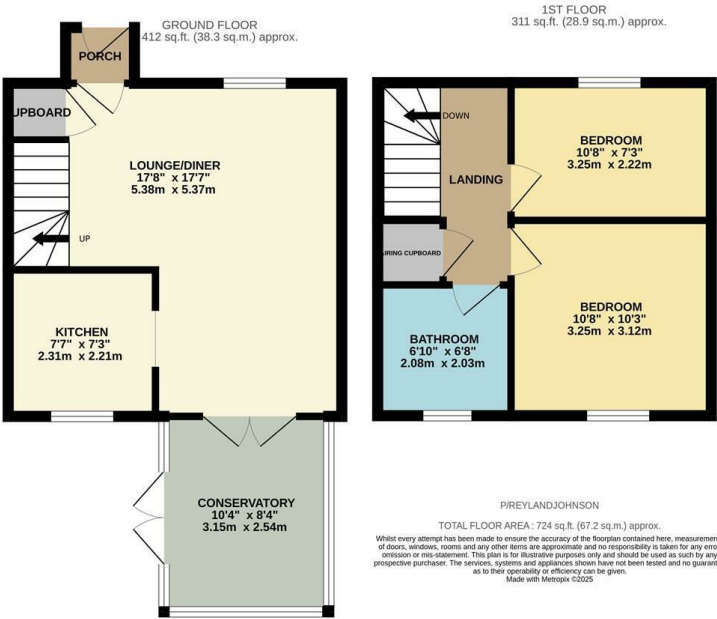 GROUND FLOOR
412 sq.ft. (38.3 sq.m.) approx.
PORCH
UPBOARD
LOUNGE/DINER
17'8" x 17'7"
5.38m x 5.37m
UP
KITCHEN
7'7" x 7'3"
2.31m x 2.21m
CONSERVATORY
10'4" x 8'4"
3.15m x 2.54m
1ST FLOOR
311 sq.ft. (28.9 sq.m.) approx.
DOWN
LANDING
BEDROOM
10'8" x 7'3"
3.25m x 2.22m
AIRING CUPBOARD
BEDROOM
10'8" x 10'3"
3.25m x 3.12m
BATHROOM
6'10" x 6'8"
2.08m x 2.03m
P/REYLANDJOHNSON
TOTAL FLOOR AREA : 724 sq.ft. (67.2 sq.m.) approx.
Whilst every attempt has been made to ensure the accuracy of the floorplan contained here, measuremen
of doors, windows, rooms and any other items are approximate and no responsibility is taken for any erro
omission or mis-statement. This plan is for illustrative purposes only and should be used as such by any
prospective purchaser. The services, systems and appliances shown have not been tested and no guarant
as to their operability or efficiency can be given.
Made with Metropix ©2025